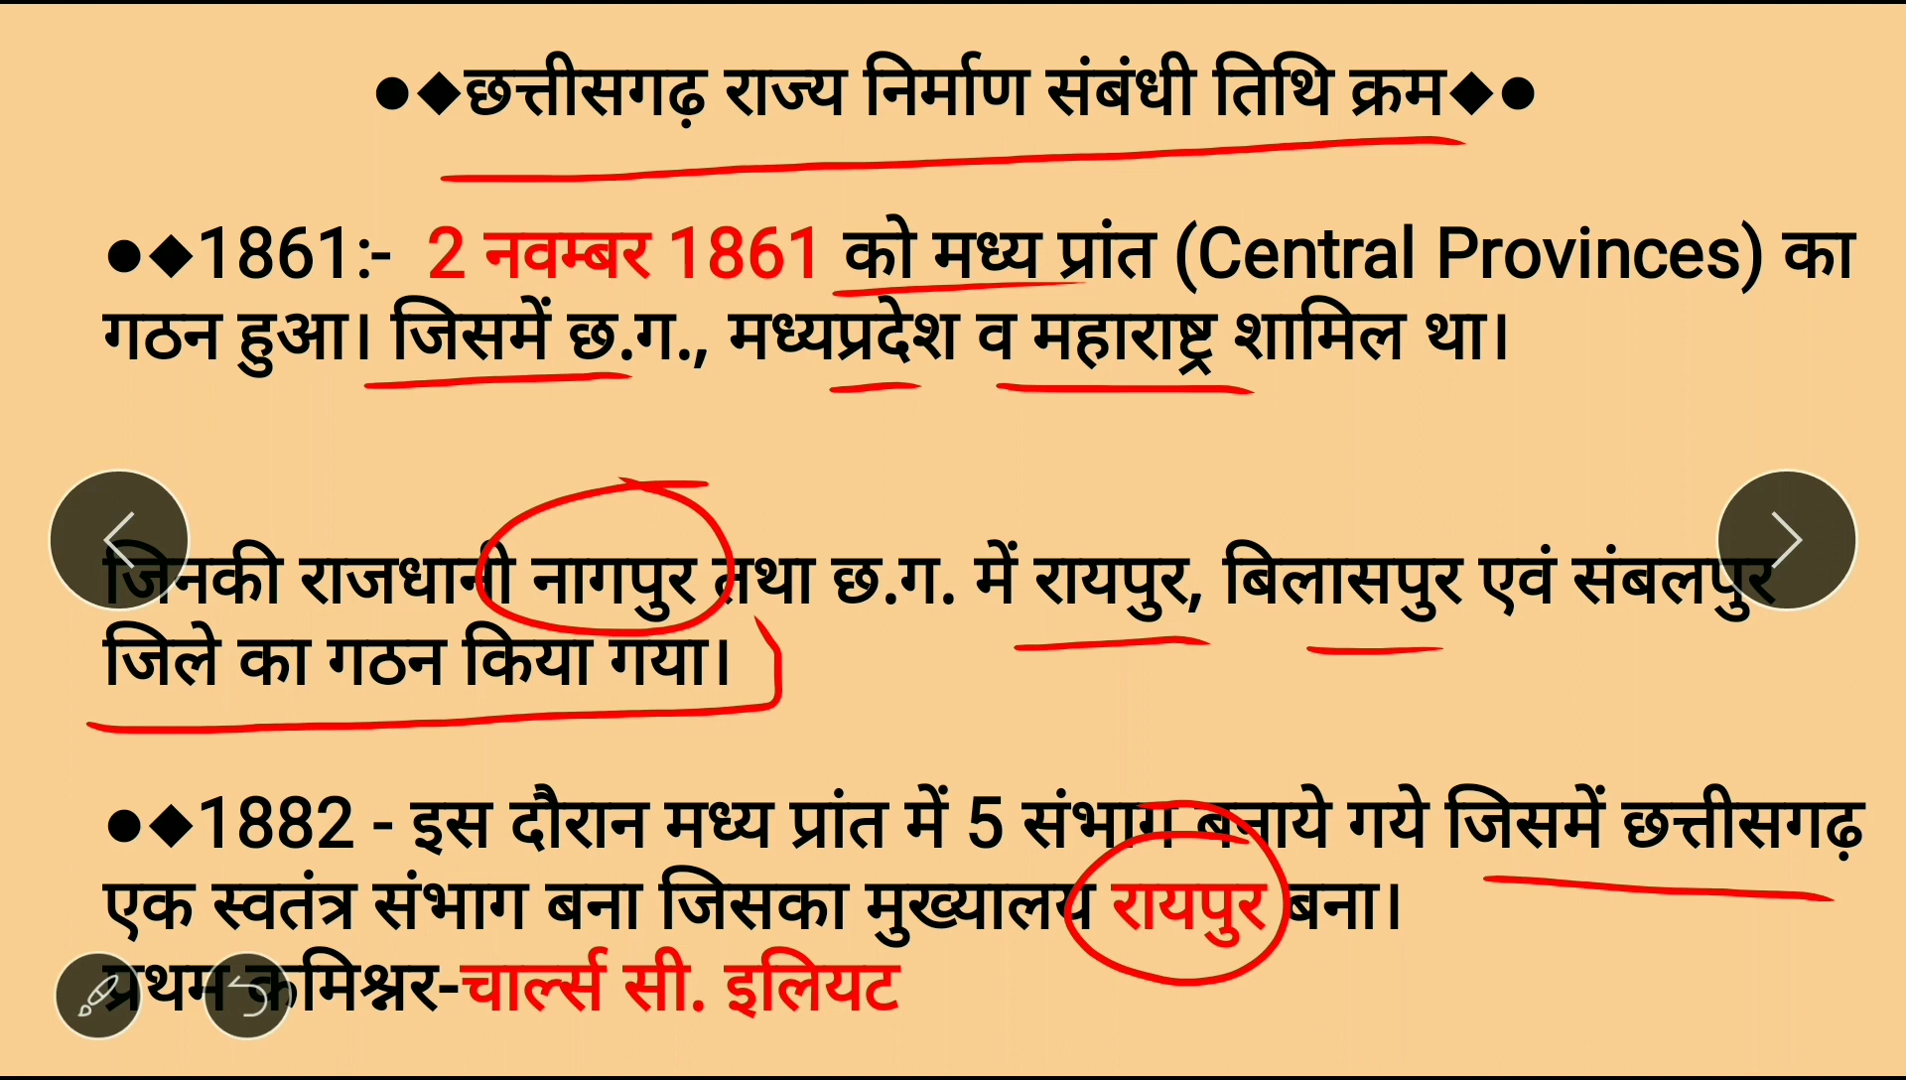 ●◆छत्तीसगढ़ राज्य निर्माण संबंधी तिथि क्रम◆●
●◆1861:- 2 नवम्बर 1861 को मध्य प्रांत (Central Provinces) का
गठन हुआ। जिसमें छ.ग., मध्यप्रदेश व महाराष्ट्र शामिल था।
जिनकी राजधानी नागपुर तथा छ.ग. में रायपुर, बिलासपुर एवं संबलपुर
जिले का गठन किया गया।
●◆1882 - इस दौरान मध्य प्रांत में 5 संभाग बनाये गये जिसमें छत्तीसगढ़
एक स्वतंत्र संभाग बना जिसका मुख्यालय रायपुर बना।
प्रथम कमिश्नर-चार्ल्स सी. इलियट